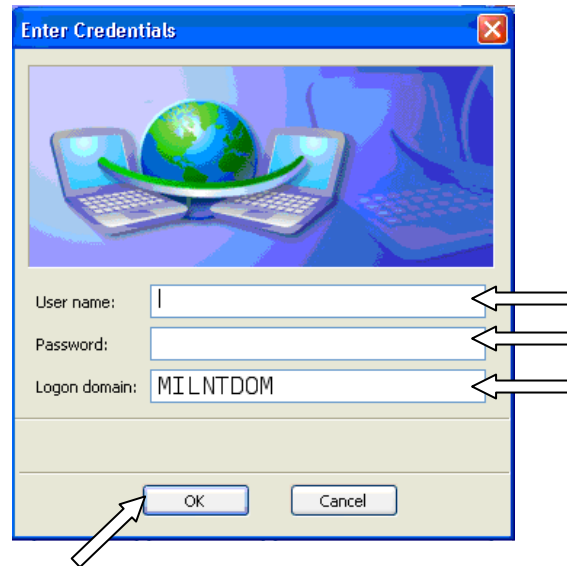 Enter Credentials
User name:
Password:
Logon domain: MILNTDOM
OK Cancel